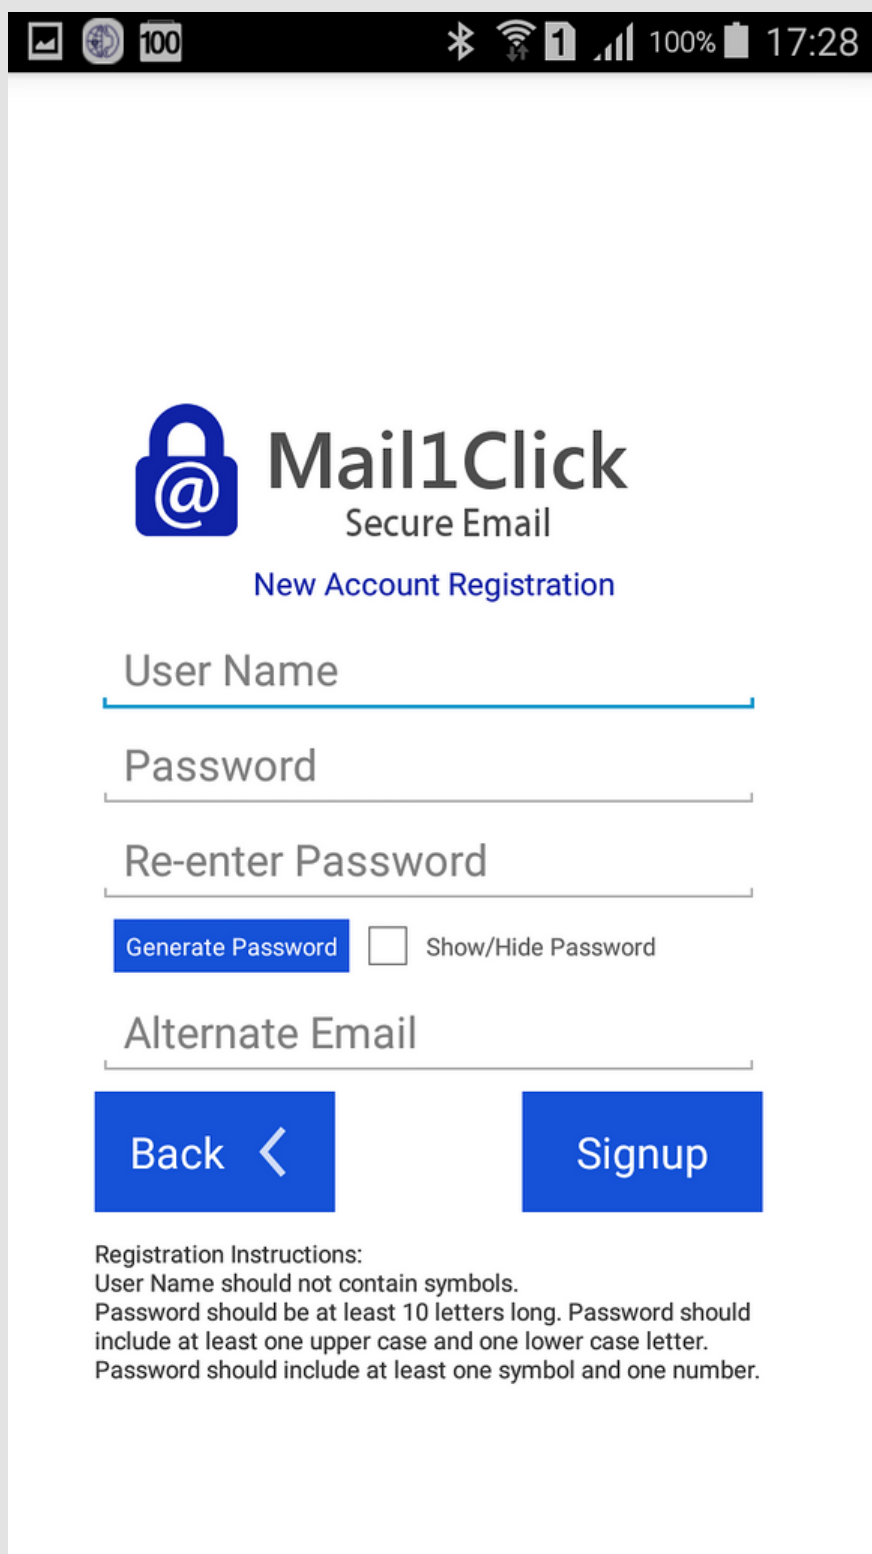 100 1 100% 17:28
@ Mail1Click
Secure Email
New Account Registration
User Name
Password
Re-enter Password
Generate Password Show/Hide Password
Alternate Email
Back Signup
Registration Instructions:
User Name should not contain symbols.
Password should be at least 10 letters long. Password should
include at least one upper case and one lower case letter.
Password should include at least one symbol and one number.